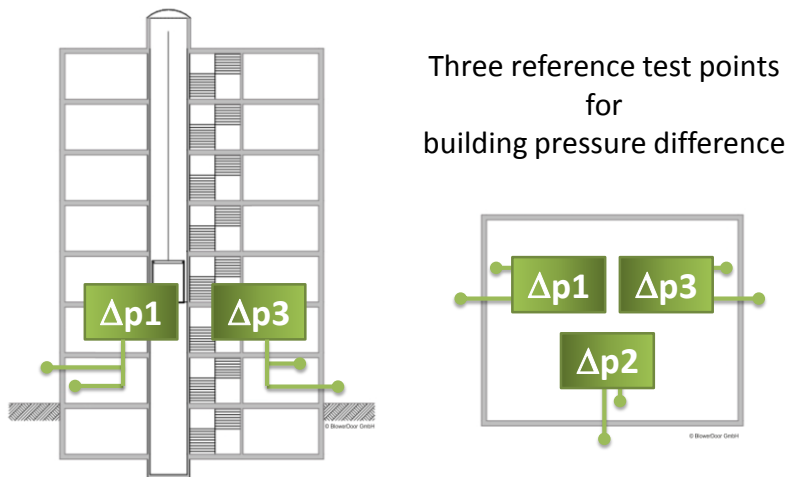 Three reference test points
for
building pressure difference
Δp1
Δp3
© BlowerDoor GmbH
Δp1
Δp3
Δp2
© BlowerDoor GmbH